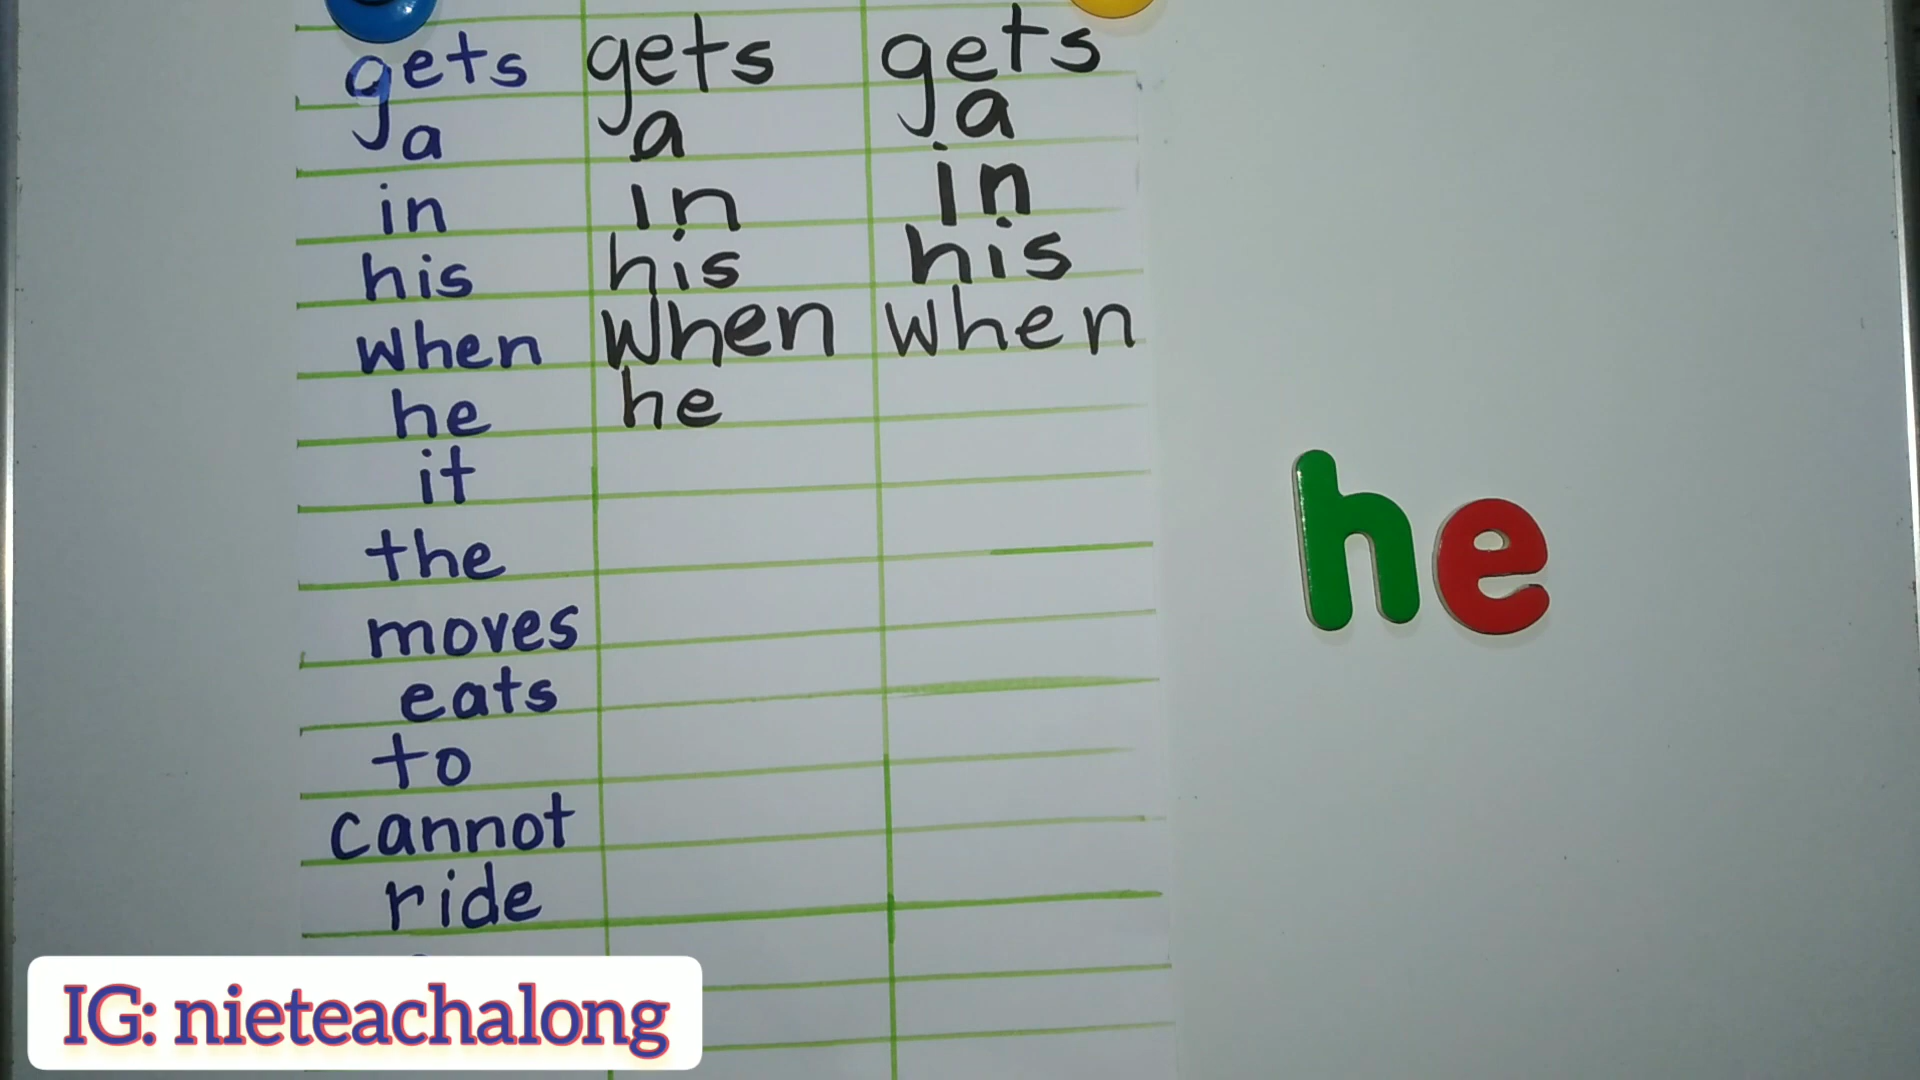 gets gets gets
a a a
in in in
his his his
when when when
he he
it
the
moves
eats
to
cannot
ride
he
IG: nieteachalong